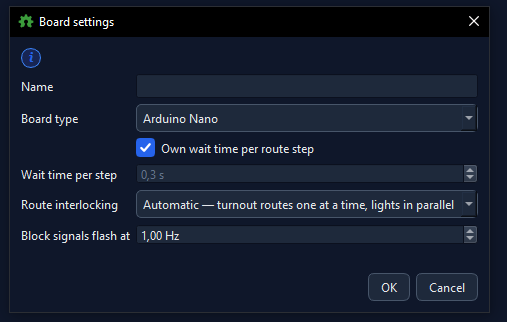 Board settings
i
Name
Board type
Arduino Nano
Own wait time per route step
Wait time per step
0,3 s
Route interlocking
Automatic — turnout routes one at a time, lights in parallel
Block signals flash at
1,00 Hz
OK
Cancel